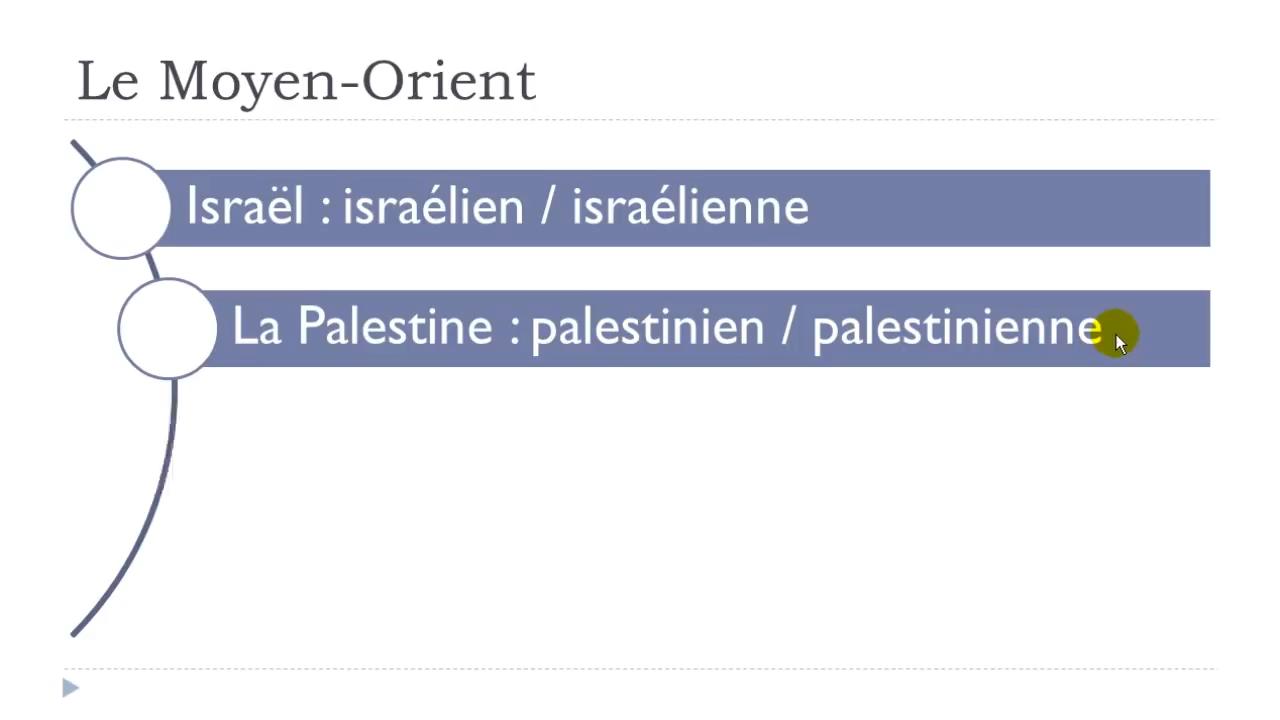 Le Moyen-Orient
Israël : israélien / israélienne
La Palestine : palestinien / palestinienne